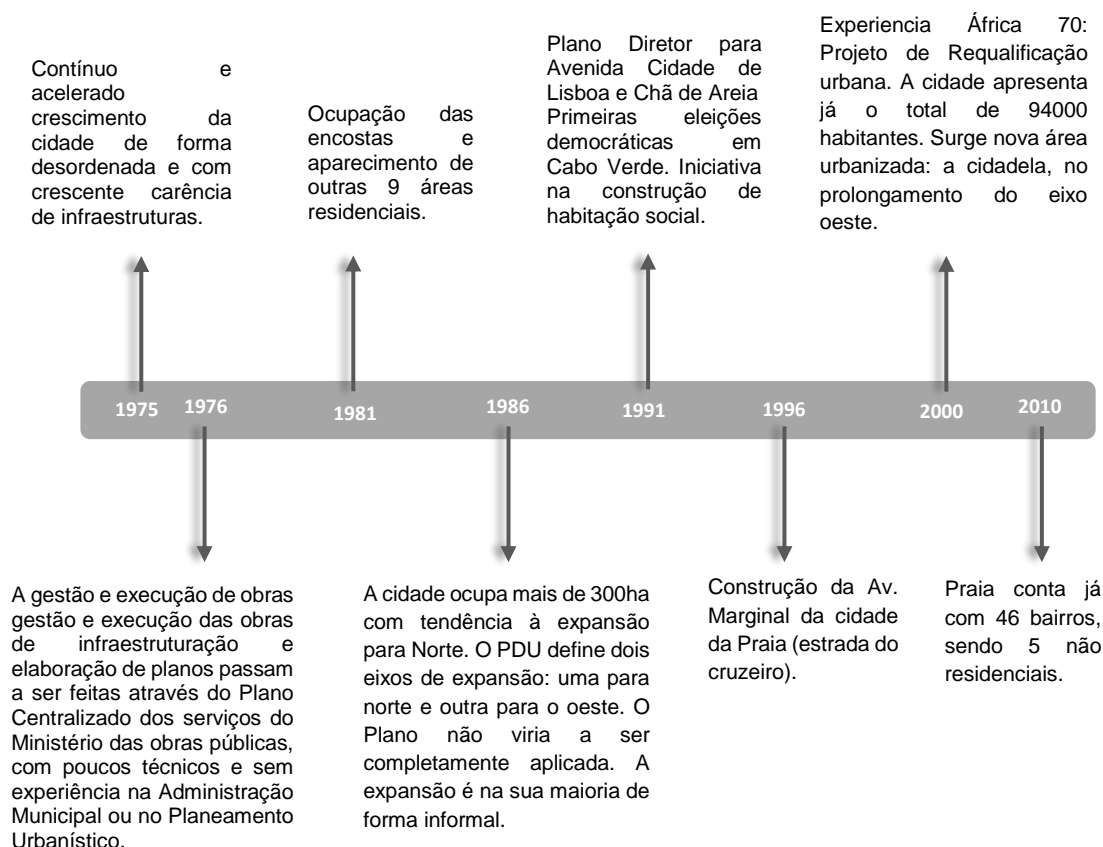 Contínuo e
acelerado
crescimento da
cidade de forma
desordenada e com
crescente carência
de infraestruturas.
Ocupação das
encostas e
aparecimento de
outras 9 áreas
residenciais.
Plano Diretor para
Avenida Cidade de
Lisboa e Chã de Areia
Primeiras eleições
democráticas em
Cabo Verde. Iniciativa
na construção de
habitação social.
Experiencia África 70:
Projeto de Requalificação
urbana. A cidade apresenta
já o total de 94000
habitantes. Surge nova área
urbanizada: a cidadela, no
prolongamento do eixo
oeste.
1975 1976 1981 1986 1991 1996 2000 2010
A gestão e execução de obras
gestão e execução das obras
de infraestruturação e
elaboração de planos passam
a ser feitas através do Plano
Centralizado dos serviços do
Ministério das obras públicas,
com poucos técnicos e sem
experiência na Administração
Municipal ou no Planeamento
Urbanístico.
A cidade ocupa mais de 300ha
com tendência à expansão
para Norte. O PDU define dois
eixos de expansão: uma para
norte e outra para o oeste. O
Plano não viria a ser
completamente aplicada. A
expansão é na sua maioria de
forma informal.
Construção da Av.
Marginal da cidade
da Praia (estrada do
cruzeiro).
Praia conta já
com 46 bairros,
sendo 5 não
residenciais.